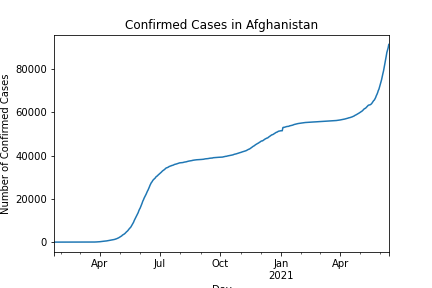 Confirmed Cases in Afghanistan
Number of Confirmed Cases
80000
60000
40000
20000
0
Apr Jul Oct Jan Apr
2021